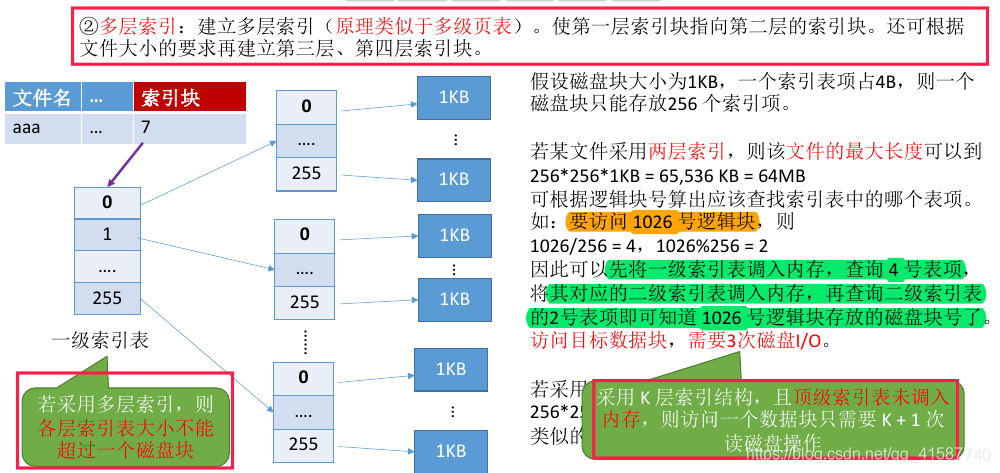 ②多层索引：建立多层索引（原理类似于多级页表）。使第一层索引块指向第二层的索引块。还可根据
文件大小的要求再建立第三层、第四层索引块。
文件名 … 索引块
aaa … 7
0
1
….
255
一级索引表
若采用多层索引，则
各层索引表大小不能
超过一个磁盘块
0
….
255
0
….
255
……
0
….
255
1KB
…
1KB
1KB
…
1KB
1KB
…
1KB
假设磁盘块大小为1KB，一个索引表项占4B，则一个
磁盘块只能存放256 个索引项。
若某文件采用两层索引，则该文件的最大长度可以到
256*256*1KB = 65,536 KB = 64MB
可根据逻辑块号算出应该查找索引表中的哪个表项。
如：要访问 1026 号逻辑块，则
1026/256 = 4，1026%256 = 2
因此可以先将一级索引表调入内存，查询 4 号表项，
将其对应的二级索引表调入内存，再查询二级索引表
的2号表项即可知道 1026 号逻辑块存放的磁盘块号了。
访问目标数据块，需要3次磁盘I/O。
若采用
256*25
类似的
采用 K 层索引结构，且顶级索引表未调入
内存，则访问一个数据块只需要 K + 1 次
读磁盘操作
https://blog.csdn.net/qq_41587740